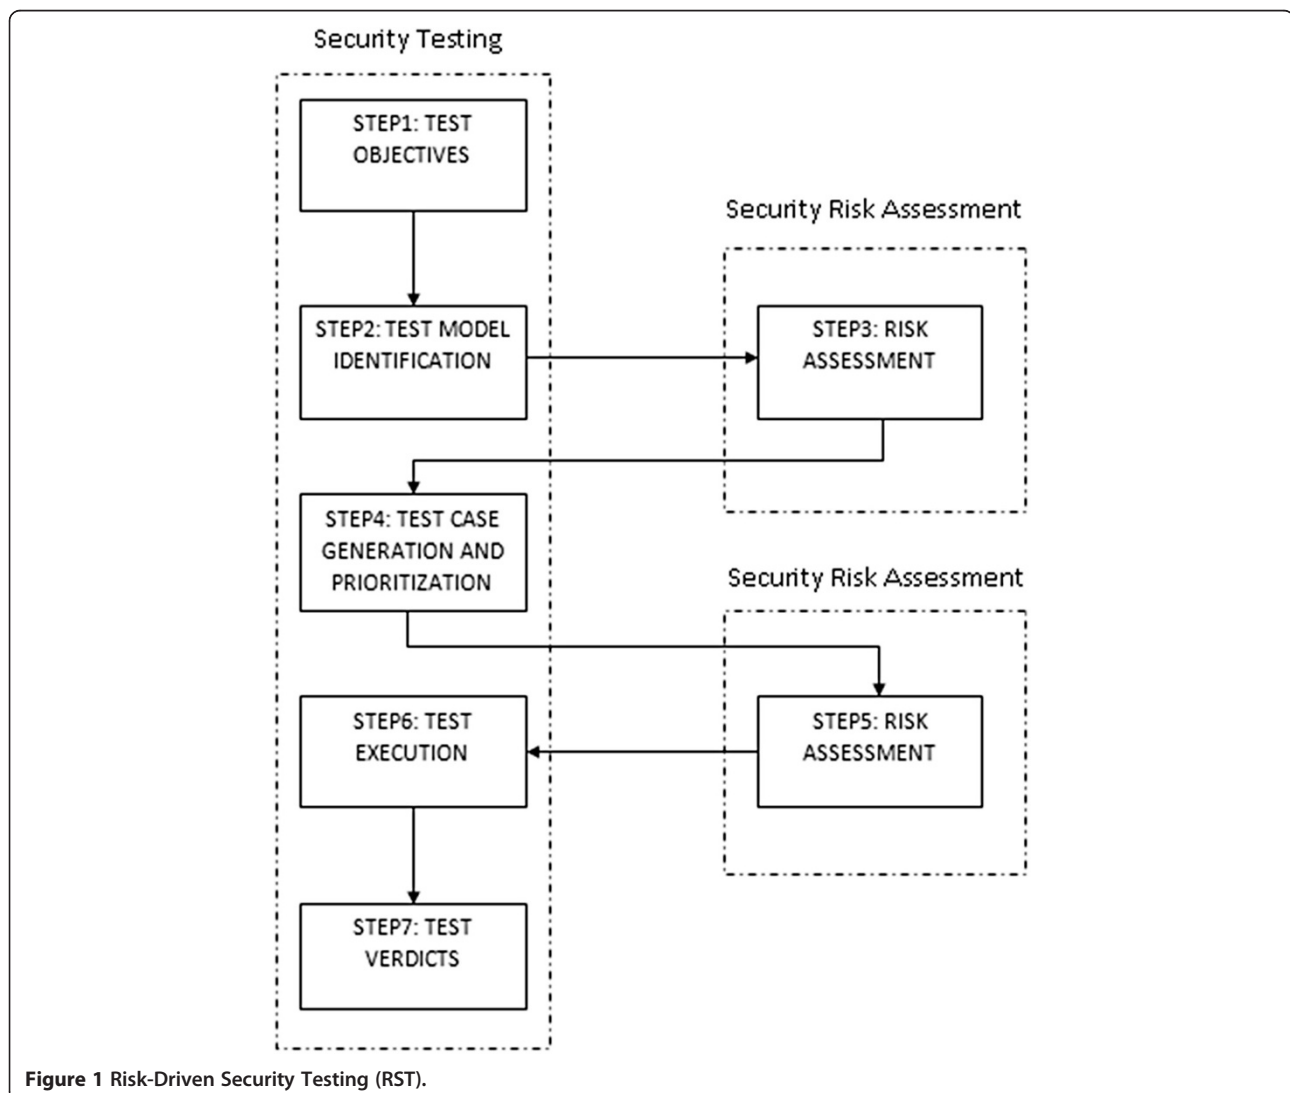 Security Testing
STEP1: TEST
OBJECTIVES
Security Risk Assessment
STEP2: TEST MODEL
IDENTIFICATION
STEP3: RISK
ASSESSMENT
STEP4: TEST CASE
GENERATION AND
PRIORITIZATION
Security Risk Assessment
STEP5: RISK
ASSESSMENT
STEP6: TEST
EXECUTION
STEP7: TEST
VERDICTS
Figure 1 Risk-Driven Security Testing (RST).